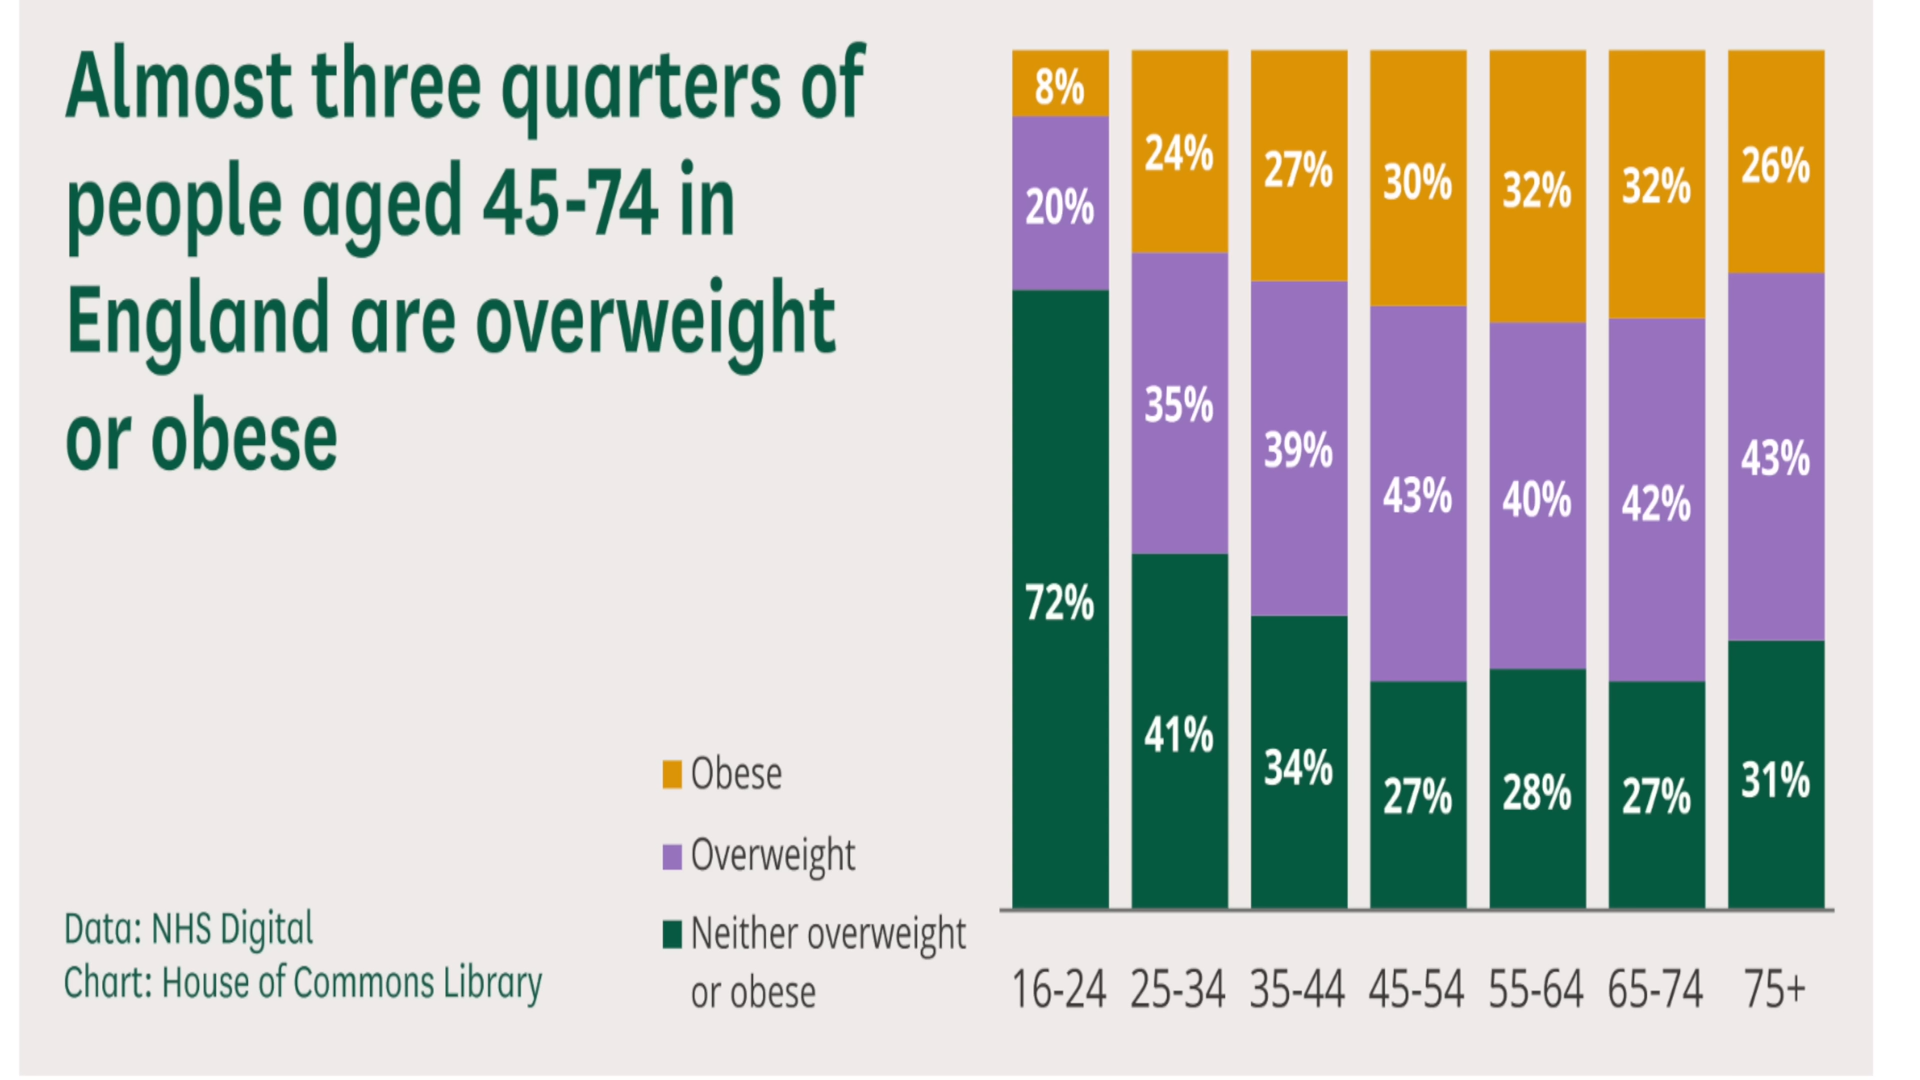 Almost three quarters of
people aged 45-74 in
England are overweight
or obese
8% 24% 27% 30% 32% 32% 26%
20% 35% 39% 43% 40% 42% 43%
72% 41% 34% 27% 28% 27% 31%
Obese
Overweight
Neither overweight
or obese
16-24 25-34 35-44 45-54 55-64 65-74 75+
Data: NHS Digital
Chart: House of Commons Library